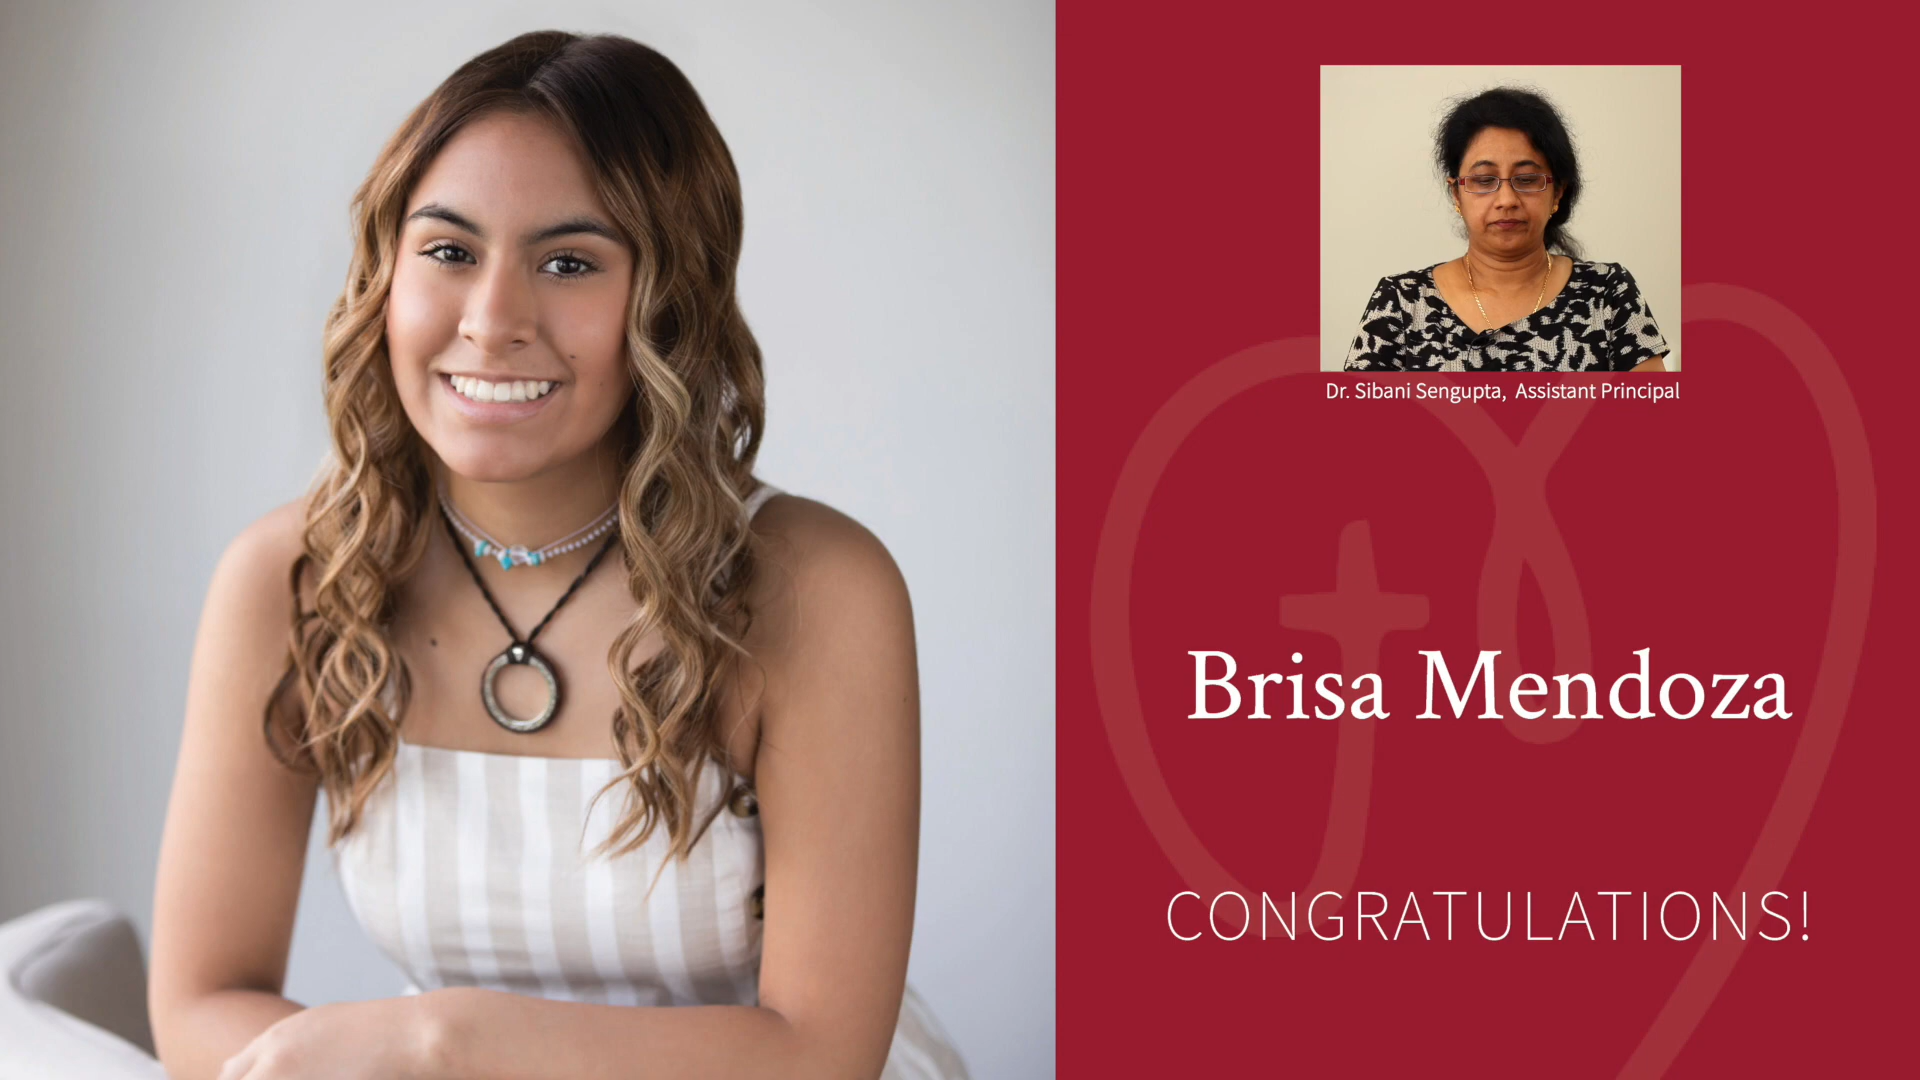 Dr. Sibani Sengupta, Assistant Principal
Brisa Mendoza
CONGRATULATIONS!